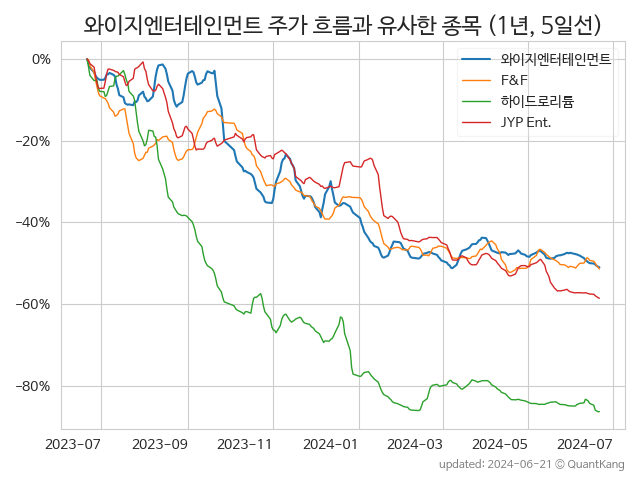 와이지엔터테인먼트 주가 흐름과 유사한 종목 (1년, 5일선)
와이지엔터테인먼트
F&F
하이드로리튬
JYP Ent.
0%
−20%
−40%
−60%
−80%
2023-07 2023-09 2023-11 2024-01 2024-03 2024-05 2024-07
updated: 2024-06-21 © QuantKang